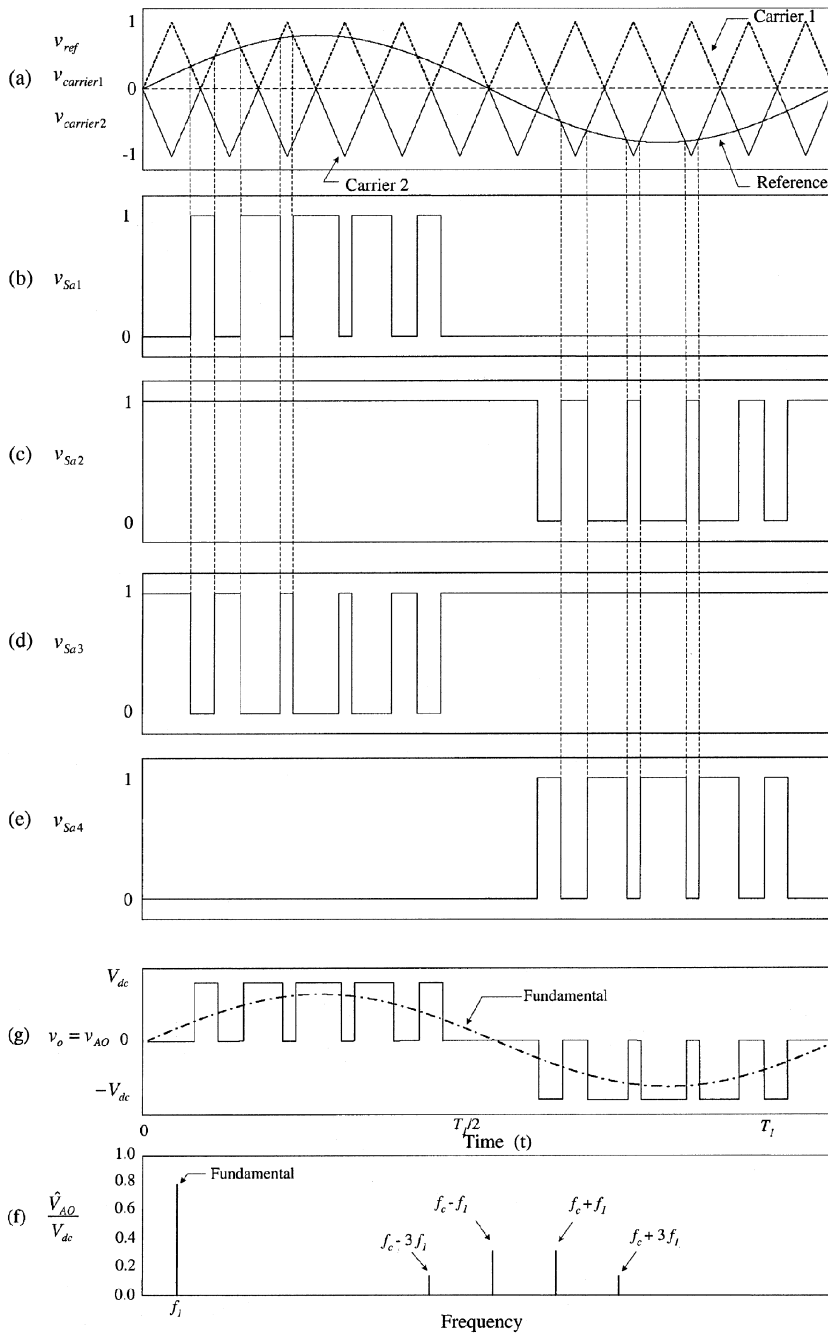 1
Carrier 1
v_ref
(a) v_carrier1 0
v_carrier2
-1
Carrier 2
Reference
1
(b) v_Sa1
0
1
(c) v_Sa2
0
1
(d) v_Sa3
0
1
(e) v_Sa4
0
V_dc
Fundamental
(g) v_o = v_AO 0
−V_dc
0 T_1/2 T_1
Time (t)
1.0
Fundamental
0.8
(f) V̂_AO / V_dc
0.6
0.4
0.2
0.0
f_c - 3f_1
f_c - f_1
f_c + f_1
f_c + 3f_1
f_1
Frequency